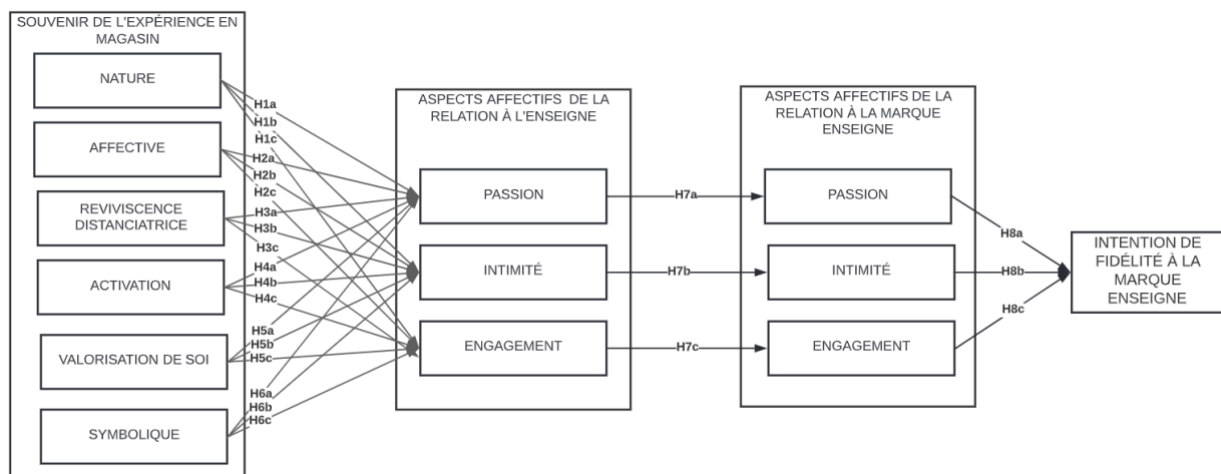 SOUVENIR DE L'EXPÉRIENCE EN
MAGASIN
NATURE
AFFECTIVE
REVIVISCENCE
DISTANCIATRICE
ACTIVATION
VALORISATION DE SOI
SYMBOLIQUE
H1a
H1b
H1c
H2a
H2b
H2c
H3a
H3b
H3c
H4a
H4b
H4c
H5a
H5b
H5c
H6a
H6b
H6c
ASPECTS AFFECTIFS DE LA
RELATION À L'ENSEIGNE
PASSION
INTIMITÉ
ENGAGEMENT
H7a
H7b
H7c
ASPECTS AFFECTIFS DE LA
RELATION À LA MARQUE
ENSEIGNE
PASSION
INTIMITÉ
ENGAGEMENT
H8a
H8b
H8c
INTENTION DE
FIDÉLITÉ À LA
MARQUE
ENSEIGNE